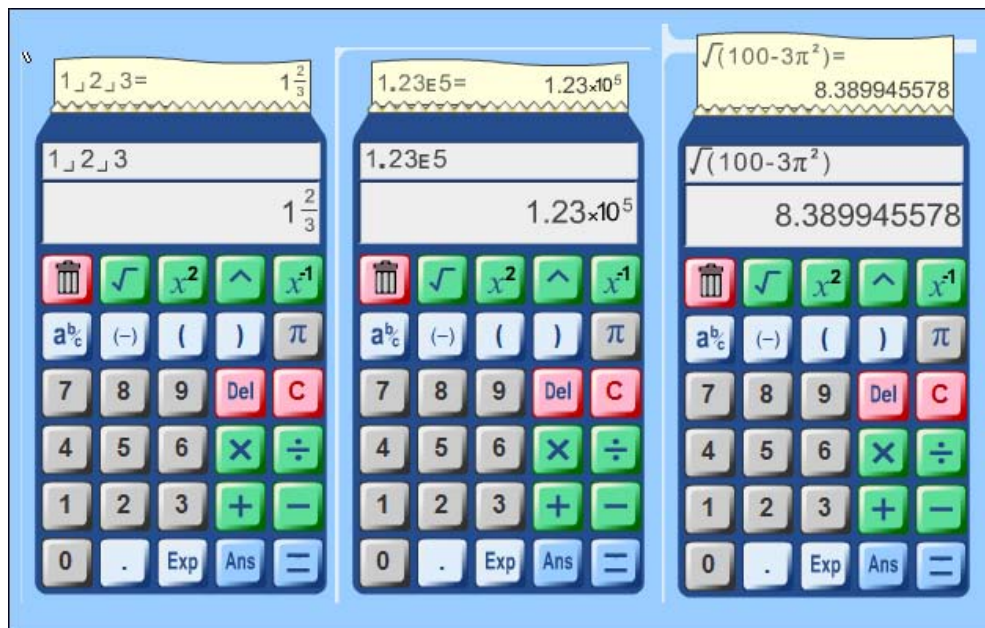 1⌟2⌟3= 1 2/3
1⌟2⌟3
1 2/3
√ x² ^ x⁻¹
ab/c (−) ( ) π
7 8 9 Del C
4 5 6 × ÷
1 2 3 + −
0 . Exp Ans =
1.23E5= 1.23×10⁵
1.23E5
1.23×10⁵
√ x² ^ x⁻¹
ab/c (−) ( ) π
7 8 9 Del C
4 5 6 × ÷
1 2 3 + −
0 . Exp Ans =
√(100-3π²)=
8.389945578
√(100-3π²)
8.389945578
√ x² ^ x⁻¹
ab/c (−) ( ) π
7 8 9 Del C
4 5 6 × ÷
1 2 3 + −
0 . Exp Ans =